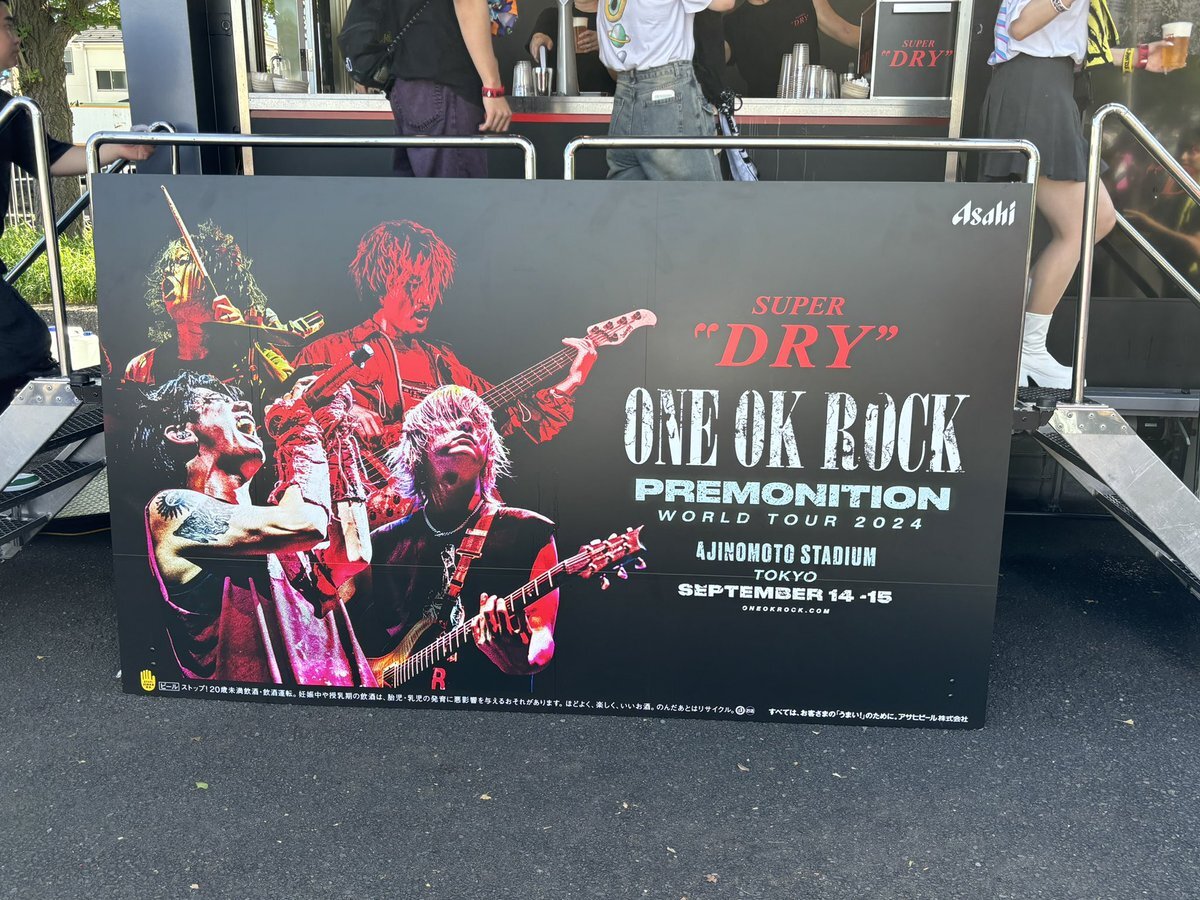 SUPER
"DRY"
Asahi
SUPER
"DRY"
ONE OK ROCK
PREMONITION
WORLD TOUR 2024
AJINOMOTO STADIUM
TOKYO
SEPTEMBER 14 -15
ONEOKROCK.COM
R
ビール ストップ!20歳未満飲酒・飲酒運転。妊娠中や授乳期の飲酒は、胎児・乳児の発育に悪影響を与えるおそれがあります。ほどよく、楽しく、いいお酒。のんだあとはリサイクル。
すべては、お客さまの「うまい!」のために。アサヒビール株式会社